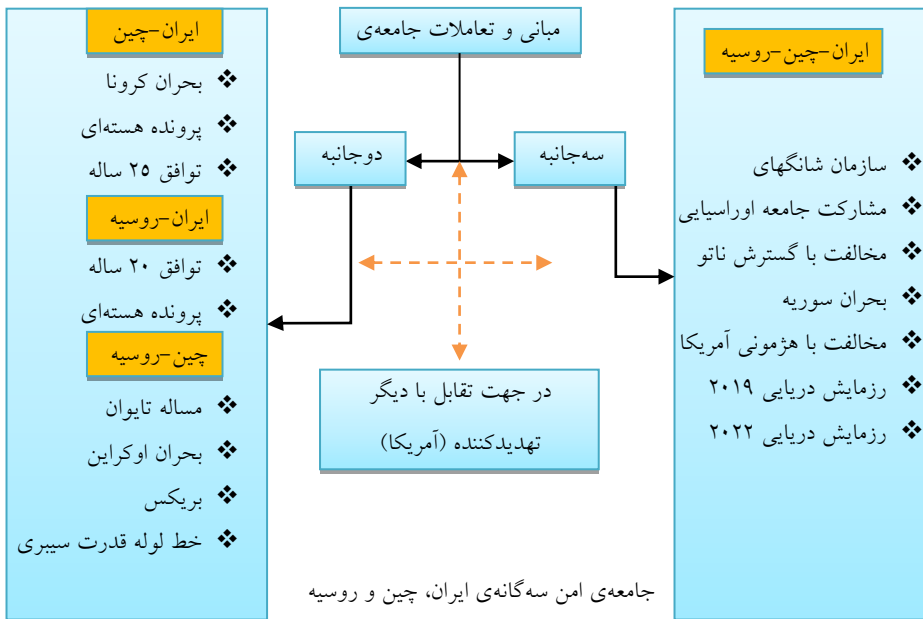 مبانی و تعاملات جامعه‌ی
سه‌جانبه
دوجانبه
ایران-چین-روسیه
سازمان شانگهای
مشارکت جامعه اوراسیایی
مخالفت با گسترش ناتو
بحران سوریه
مخالفت با هژمونی آمریکا
رزمایش دریایی ۲۰۱۹
رزمایش دریایی ۲۰۲۲
ایران-چین
بحران کرونا
پرونده هسته‌ای
توافق ۲۵ ساله
ایران-روسیه
توافق ۲۰ ساله
پرونده هسته‌ای
چین-روسیه
مساله تایوان
بحران اوکراین
بریکس
خط لوله قدرت سیبری
در جهت تقابل با دیگر
تهدیدکننده (آمریکا)
جامعه‌ی امن سه‌گانه‌ی ایران، چین و روسیه